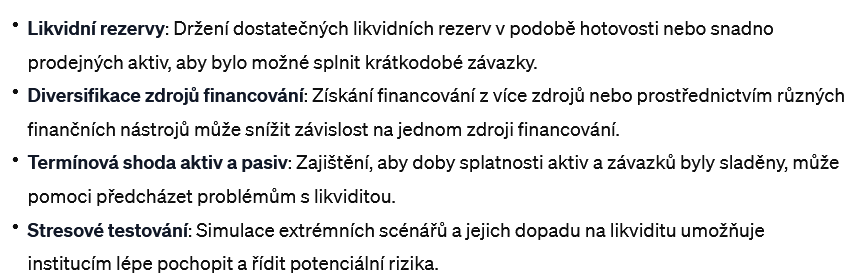 • Likvidní rezervy: Držení dostatečných likvidních rezerv v podobě hotovosti nebo snadno
prodejných aktiv, aby bylo možné splnit krátkodobé závazky.
• Diversifikace zdrojů financování: Získání financování z více zdrojů nebo prostřednictvím různých
finančních nástrojů může snížit závislost na jednom zdroji financování.
• Termínová shoda aktiv a pasiv: Zajištění, aby doby splatnosti aktiv a závazků byly sladěny, může
pomoci předcházet problémům s likviditou.
• Stresové testování: Simulace extrémních scénářů a jejich dopadu na likviditu umožňuje
institucím lépe pochopit a řídit potenciální rizika.